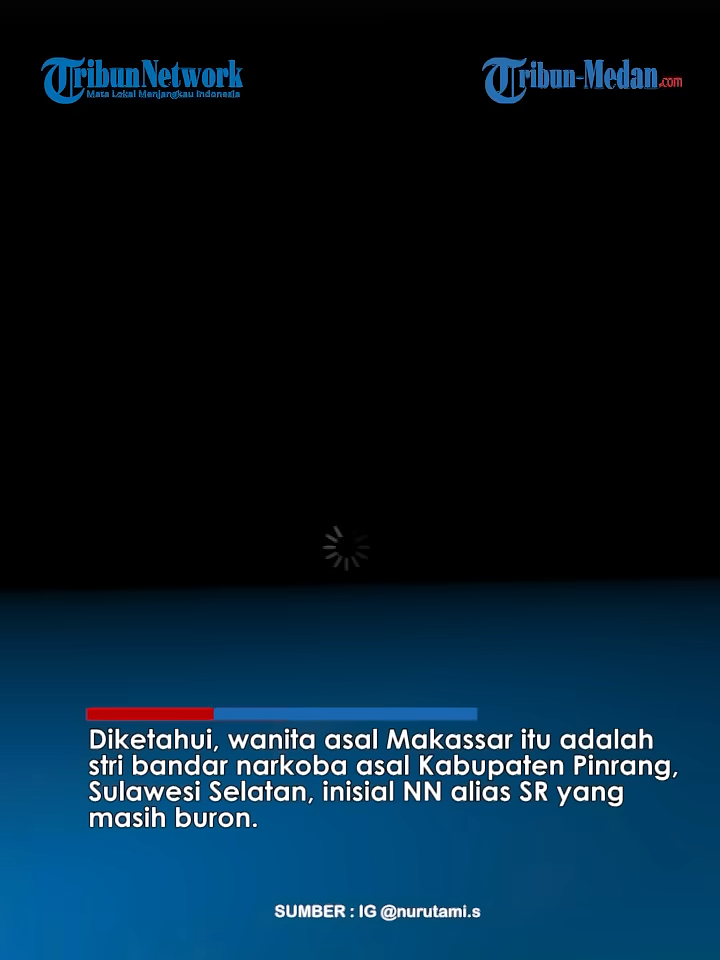 TribunNetwork
Mata Lokal Menjangkau Indonesia
Tribun-Medan.com
Diketahui, wanita asal Makassar itu adalah
stri bandar narkoba asal Kabupaten Pinrang,
Sulawesi Selatan, inisial NN alias SR yang
masih buron.
SUMBER : IG @nurutami.s